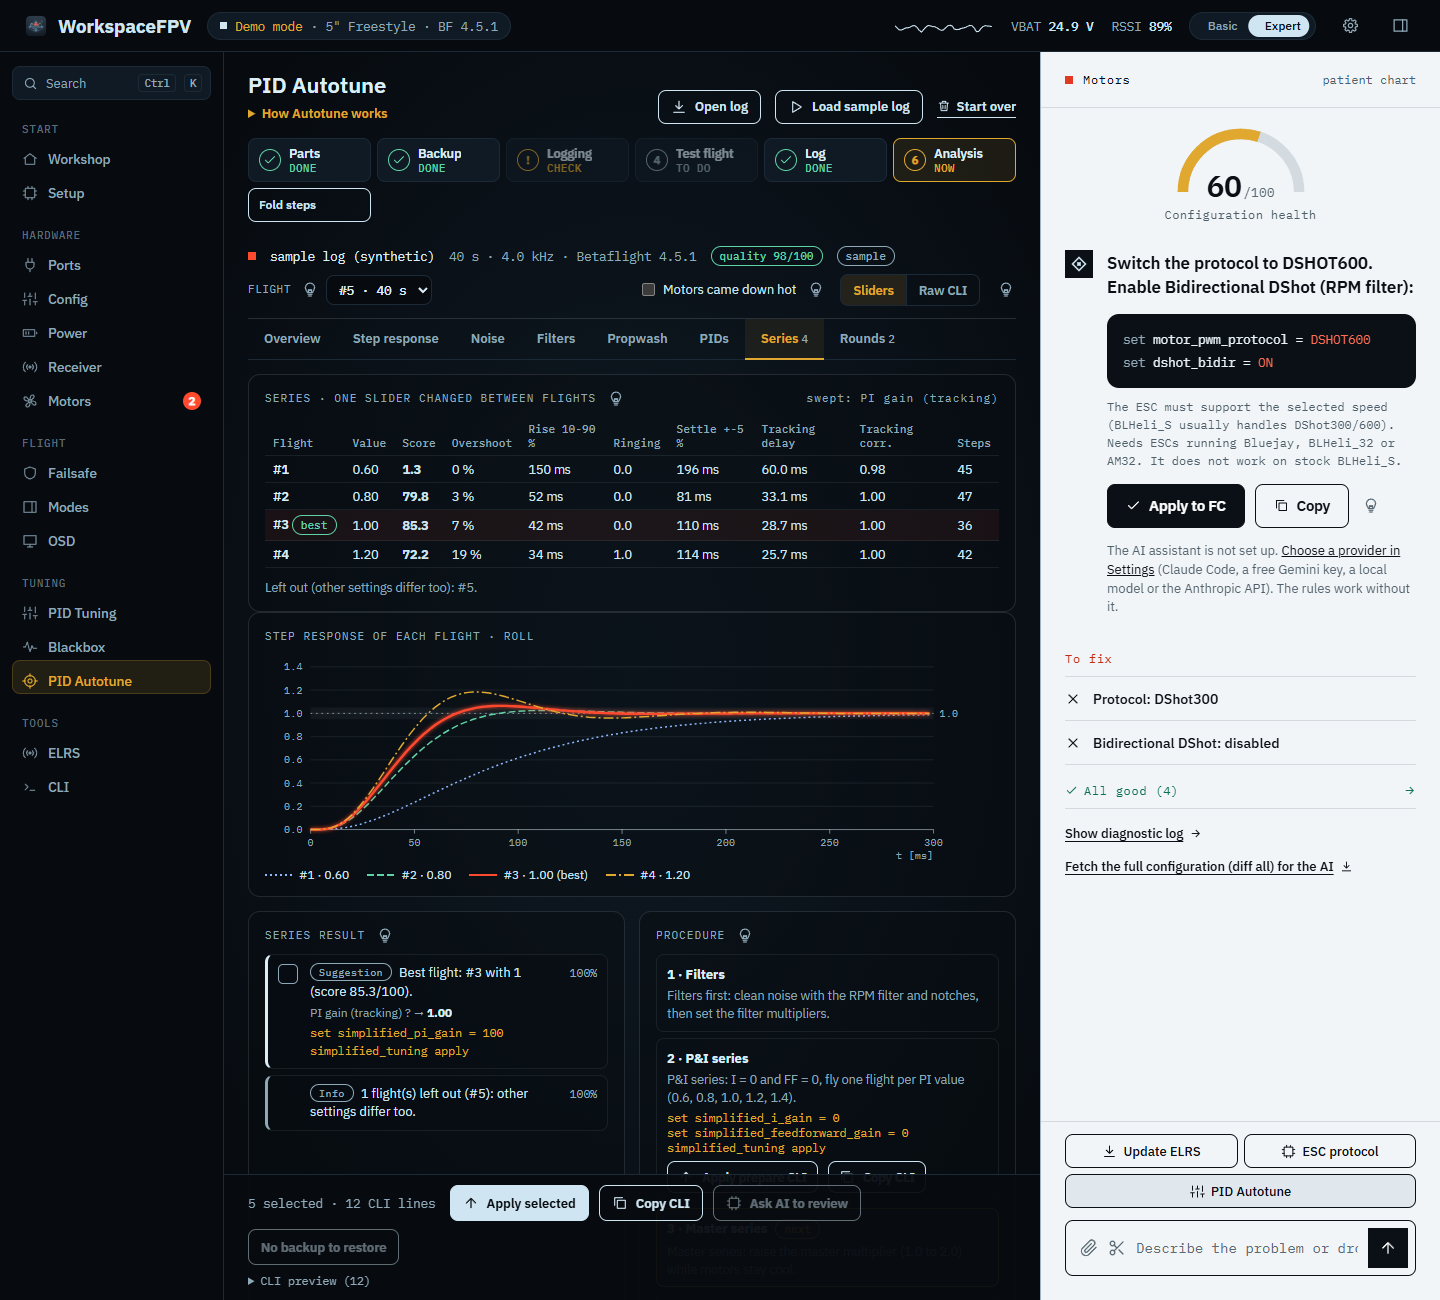 WorkspaceFPV
Demo mode · 5" Freestyle · BF 4.5.1
VBAT 24.9 V
RSSI 89%
Basic
Expert
Search
Ctrl
K
START
Workshop
Setup
HARDWARE
Ports
Config
Power
Receiver
Motors
2
FLIGHT
Failsafe
Modes
OSD
TUNING
PID Tuning
Blackbox
PID Autotune
TOOLS
ELRS
CLI
PID Autotune
How Autotune works
Open log
Load sample log
Start over
Parts
DONE
Backup
DONE
!
Logging
CHECK
4
Test flight
TO DO
Log
DONE
6
Analysis
NOW
Fold steps
sample log (synthetic) 40 s · 4.0 kHz · Betaflight 4.5.1 quality 98/100 sample
FLIGHT #5 · 40 s
Motors came down hot
Sliders
Raw CLI
Overview
Step response
Noise
Filters
Propwash
PIDs
Series 4
Rounds 2
SERIES · ONE SLIDER CHANGED BETWEEN FLIGHTS
swept: PI gain (tracking)
Flight Value Score Overshoot Rise 10-90 % Ringing Settle +-5 % Tracking delay Tracking corr. Steps
#1 0.60 1.3 0 % 150 ms 0.0 196 ms 60.0 ms 0.98 45
#2 0.80 79.8 3 % 52 ms 0.0 81 ms 33.1 ms 1.00 47
#3 best 1.00 85.3 7 % 42 ms 0.0 110 ms 28.7 ms 1.00 36
#4 1.20 72.2 19 % 34 ms 1.0 114 ms 25.7 ms 1.00 42
Left out (other settings differ too): #5.
STEP RESPONSE OF EACH FLIGHT · ROLL
1.4
1.2
1.0
1.0
0.8
0.6
0.4
0.2
0.0
0 50 100 150 200 250 300
t [ms]
#1 · 0.60
#2 · 0.80
#3 · 1.00 (best)
#4 · 1.20
SERIES RESULT
Suggestion Best flight: #3 with 1
(score 85.3/100).
100%
PI gain (tracking) ? → 1.00
set simplified_pi_gain = 100
simplified_tuning apply
Info 1 flight(s) left out (#5): other
settings differ too.
100%
PROCEDURE
1 · Filters
Filters first: clean noise with the RPM filter and notches,
then set the filter multipliers.
2 · P&I series
P&I series: I = 0 and FF = 0, fly one flight per PI value
(0.6, 0.8, 1.0, 1.2, 1.4).
set simplified_i_gain = 0
set simplified_feedforward_gain = 0
simplified_tuning apply
Apply prepare CLI
Copy CLI
3 · Master series
5 selected · 12 CLI lines
Apply selected
Copy CLI
Ask AI to review
No backup to restore
CLI preview (12)
Motors
patient chart
60/100
Configuration health
Switch the protocol to DSHOT600.
Enable Bidirectional DShot (RPM filter):
set motor_pwm_protocol = DSHOT600
set dshot_bidir = ON
The ESC must support the selected speed
(BLHeli_S usually handles DShot300/600).
Needs ESCs running Bluejay, BLHeli_32 or
AM32. It does not work on stock BLHeli_S.
Apply to FC
Copy
The AI assistant is not set up. Choose a provider in
Settings (Claude Code, a free Gemini key, a local
model or the Anthropic API). The rules work without
it.
To fix
Protocol: DShot300
Bidirectional DShot: disabled
All good (4)
Show diagnostic log →
Fetch the full configuration (diff all) for the AI
Update ELRS
ESC protocol
PID Autotune
Describe the problem or drc